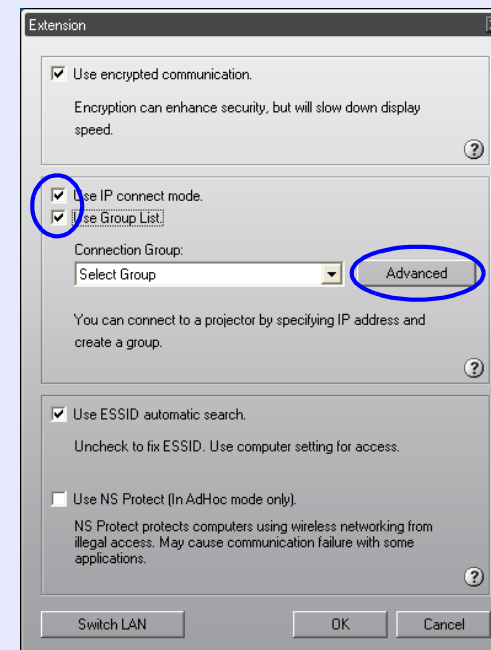 Extension
Use encrypted communication.
Encryption can enhance security, but will slow down display
speed.
?
Use IP connect mode.
Use Group List.
Connection Group:
Select Group
Advanced
You can connect to a projector by specifying IP address and
create a group.
?
Use ESSID automatic search.
Uncheck to fix ESSID. Use computer setting for access.
Use NS Protect (In AdHoc mode only).
NS Protect protects computers using wireless networking from
illegal access. May cause communication failure with some
applications.
?
Switch LAN
OK
Cancel